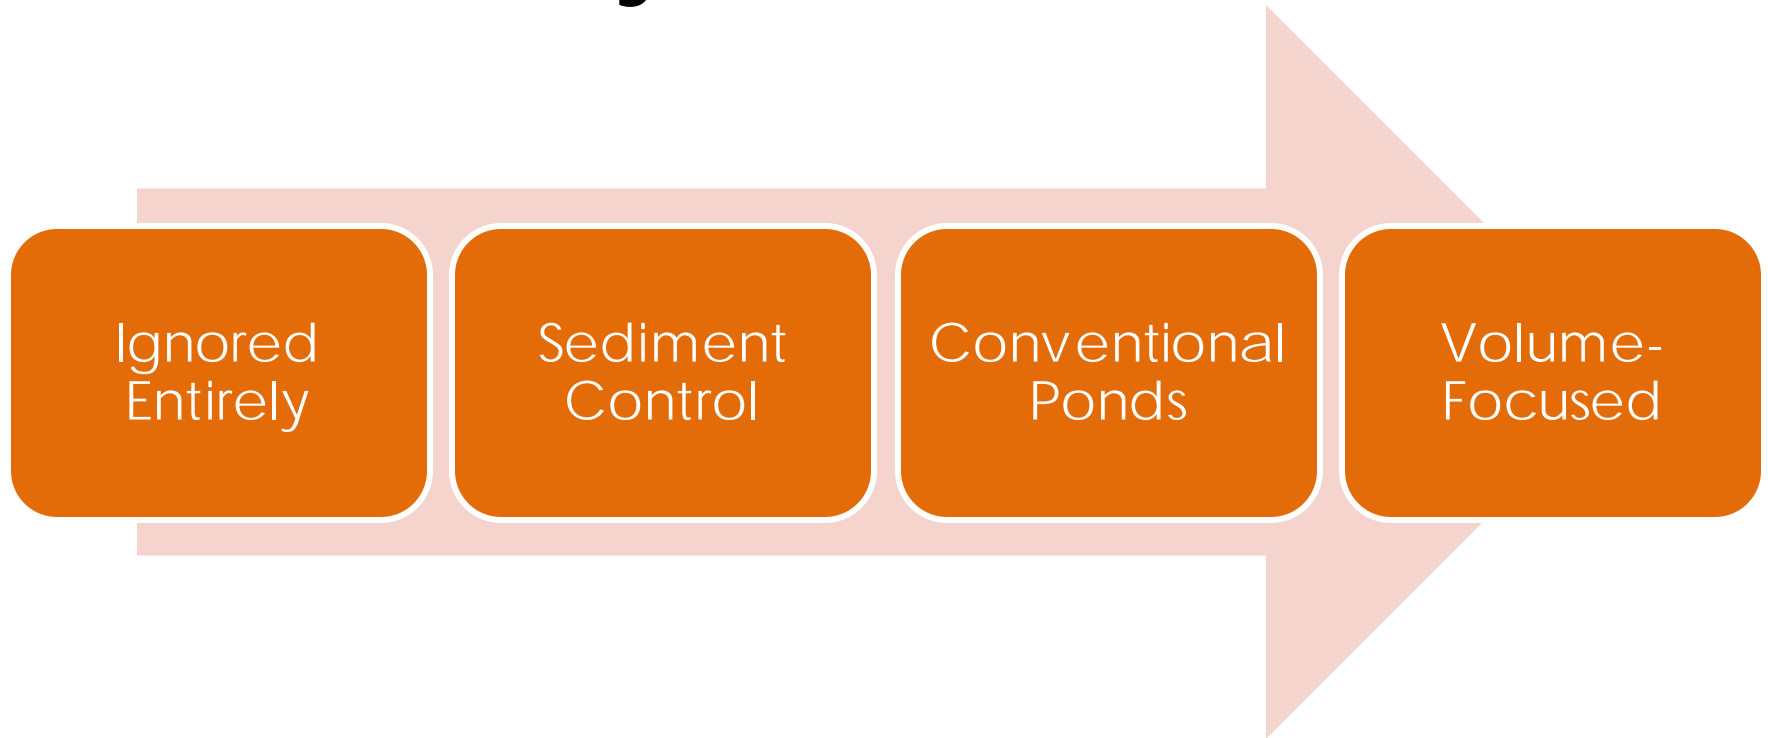 Ignored
Entirely
Sediment
Control
Conventional
Ponds
Volume-
Focused